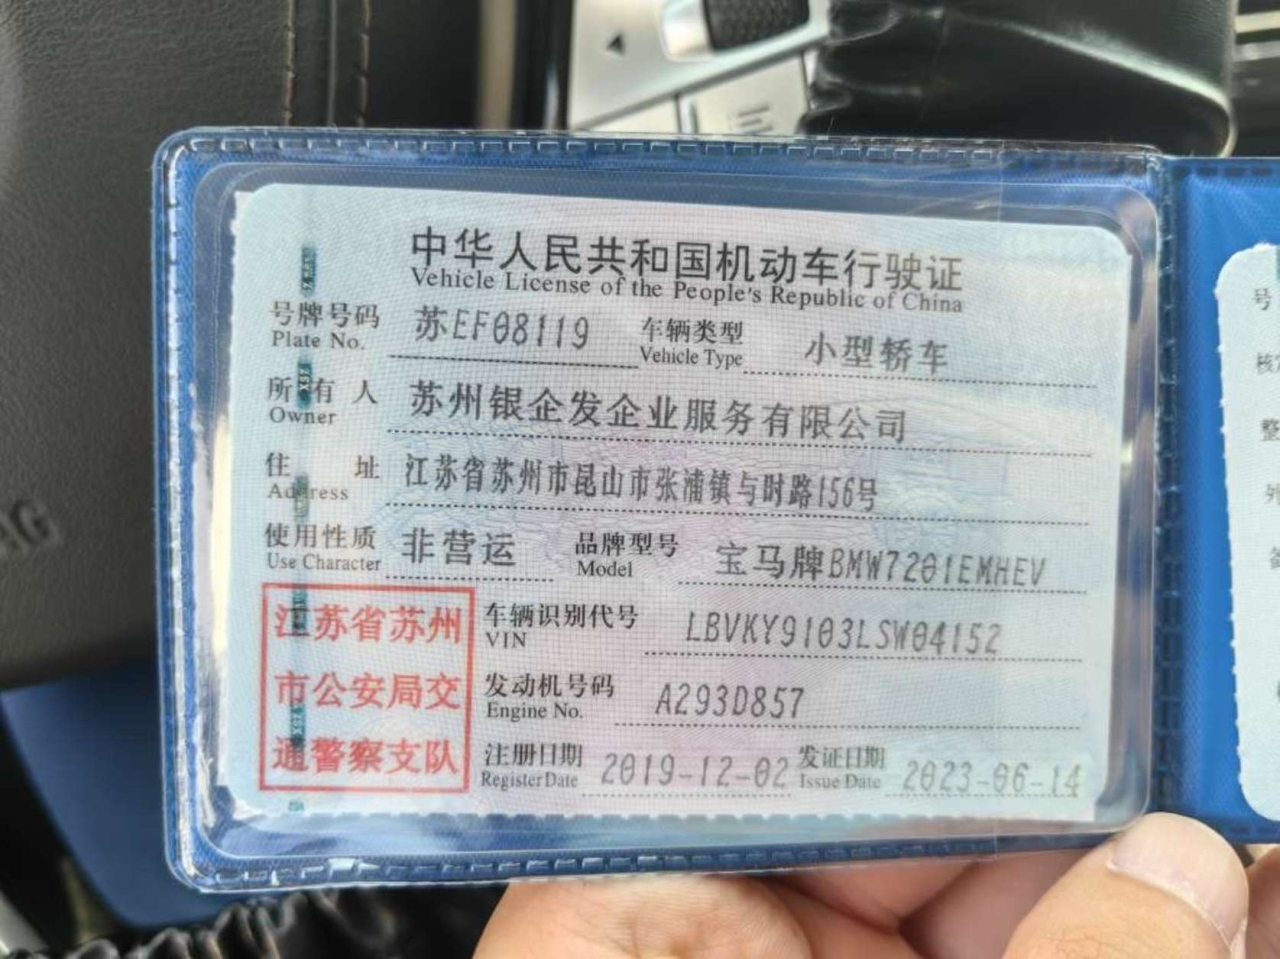 中华人民共和国机动车行驶证
Vehicle License of the People's Republic of China
号牌号码 苏EF08119 车辆类型 小型轿车
Plate No. Vehicle Type
所有人 苏州银企发企业服务有限公司
Owner
住址 江苏省苏州市昆山市张浦镇与时路156号
Address
使用性质 非营运 品牌型号 宝马牌BMW7201EMHEV
Use Character Model
江苏省苏州
市公安局交
通警察支队
车辆识别代号 LBVKY9103LSW04152
VIN
发动机号码 A293D857
Engine No.
注册日期 2019-12-02 发证日期 2023-06-14
Register Date Issue Date
号
核
整